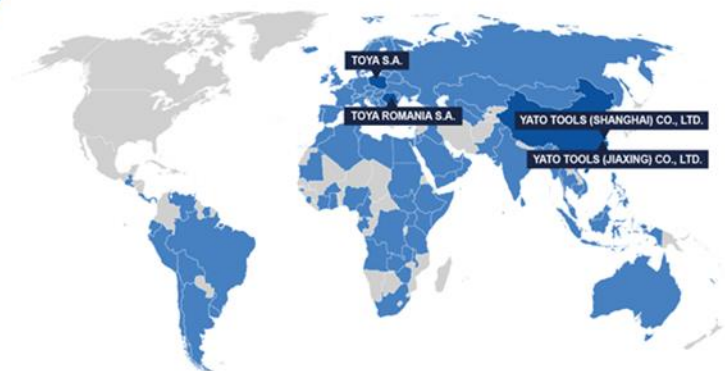 TOYA S.A.
TOYA ROMANIA S.A.
YATO TOOLS (SHANGHAI) CO., LTD.
YATO TOOLS (JIAXING) CO., LTD.